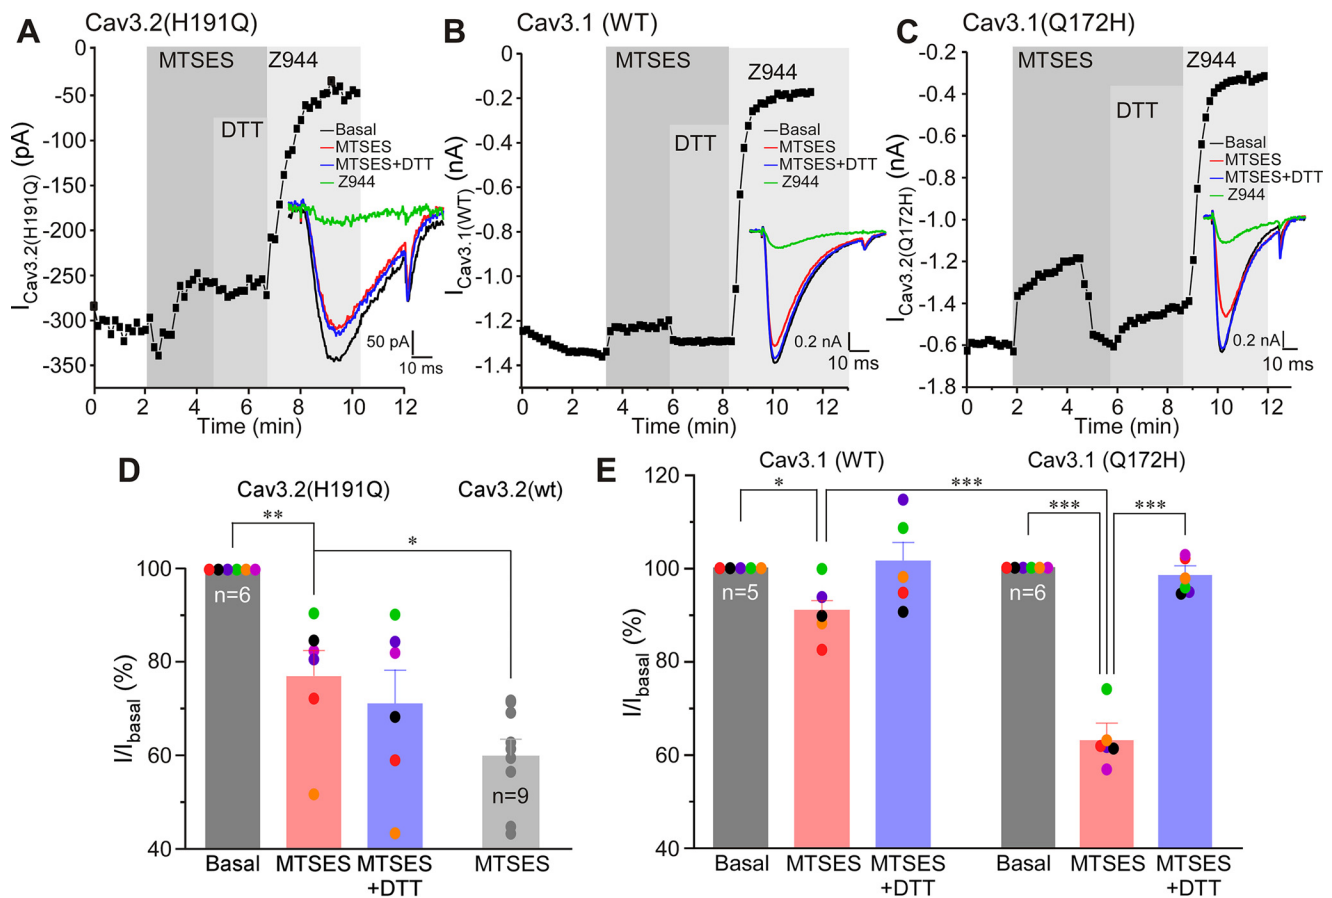 A
Cav3.2(H191Q)
MTSES
Z944
DTT
Basal
MTSES
MTSES+DTT
Z944
50 pA
10 ms
0
-50
-100
-150
-200
-250
-300
-350
I Cav3.2(H191Q) (pA)
0 2 4 6 8 10 12
Time (min)
B
Cav3.1 (WT)
MTSES
Z944
DTT
Basal
MTSES
MTSES+DTT
Z944
0.2 nA
10 ms
0
-0.2
-0.4
-0.6
-0.8
-1.0
-1.2
-1.4
I Cav3.1(WT) (nA)
0 2 4 6 8 10 12
Time (min)
C
Cav3.1(Q172H)
MTSES
Z944
DTT
Basal
MTSES
MTSES+DTT
Z944
0.2 nA
10 ms
-0.2
-0.4
-0.6
-0.8
-1.0
-1.2
-1.4
-0.6
-1.8
I Cav3.2(Q172H) (nA)
0 2 4 6 8 10 12
Time (min)
D
Cav3.2(H191Q)
Cav3.2(wt)
**
*
100
80
60
40
I/Ibasal (%)
n=6
n=9
Basal
MTSES
MTSES
+DTT
MTSES
E
Cav3.1 (WT)
Cav3.1 (Q172H)
*
***
***
***
120
100
80
60
40
I/Ibasal (%)
n=5
n=6
Basal
MTSES
MTSES
+DTT
Basal
MTSES
MTSES
+DTT